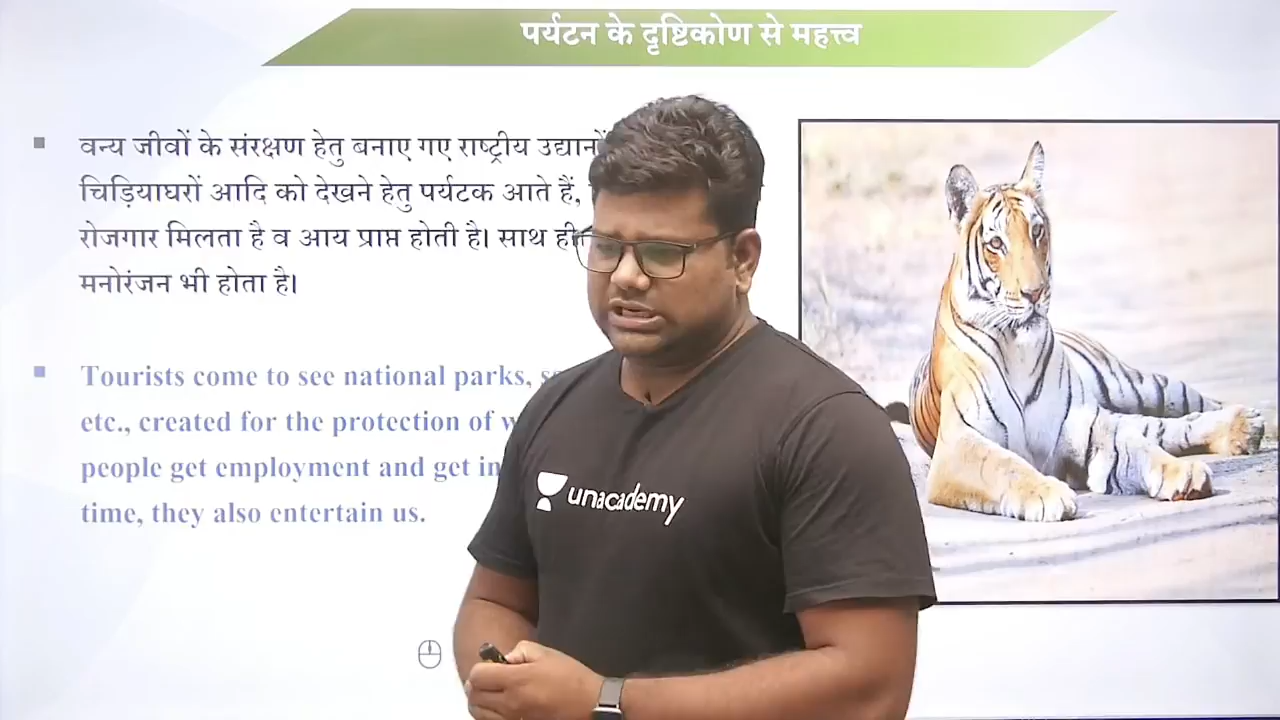 पर्यटन के दृष्टिकोण से महत्त्व
वन्य जीवों के संरक्षण हेतु बनाए गए राष्ट्रीय उद्यानों
चिड़ियाघरों आदि को देखने हेतु पर्यटक आते हैं,
रोजगार मिलता है व आय प्राप्त होती है। साथ ही
मनोरंजन भी होता है।
Tourists come to see national parks,
etc., created for the protection of
people get employment and get
time, they also entertain us.
unacademy